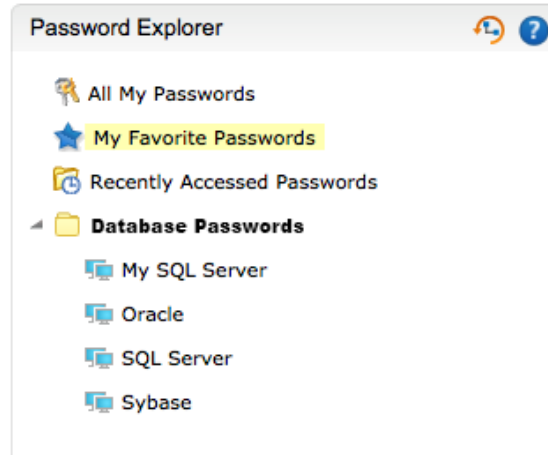 Password Explorer
?
All My Passwords
My Favorite Passwords
Recently Accessed Passwords
Database Passwords
My SQL Server
Oracle
SQL Server
Sybase